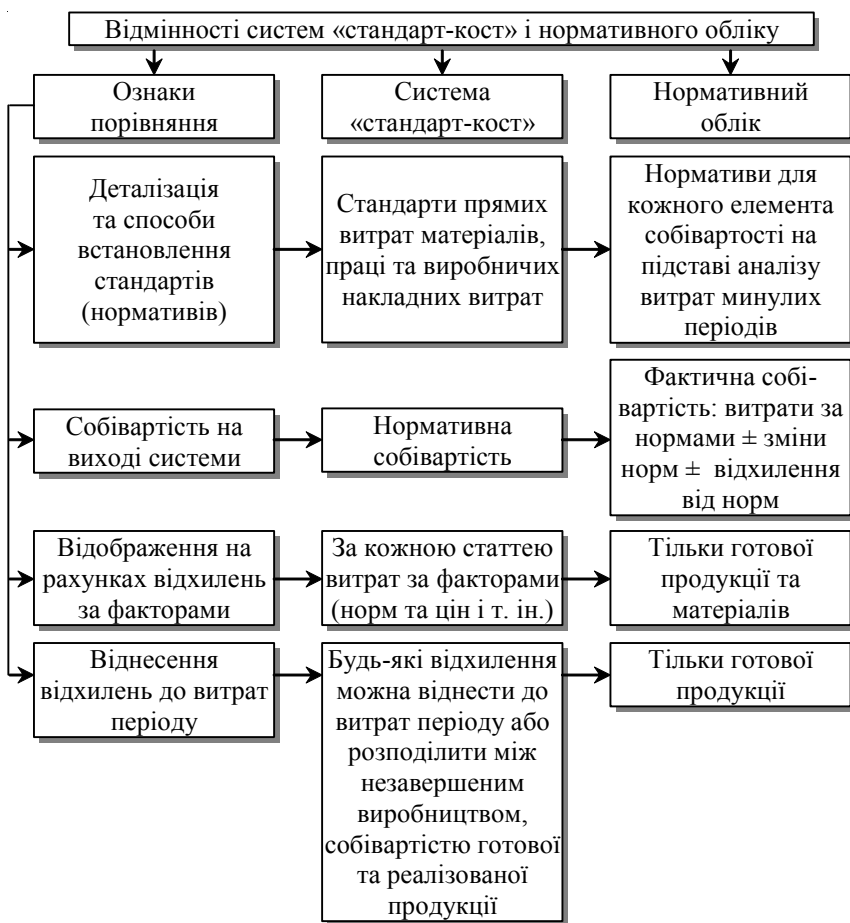 Відмінності систем «стандарт-кост» і нормативного обліку
Ознаки
порівняння
Система
«стандарт-кост»
Нормативний
облік
Деталізація
та способи
встановлення
стандартів
(нормативів)
Стандарти прямих
витрат матеріалів,
праці та виробничих
накладних витрат
Нормативи для
кожного елемента
собівартості на
підставі аналізу
витрат минулих
періодів
Собівартість на
виході системи
Нормативна
собівартість
Фактична собі-
вартість: витрати за
нормами ± зміни
норм ± відхилення
від норм
Відображення на
рахунках відхилень
за факторами
За кожною статтею
витрат за факторами
(норм та цін і т. ін.)
Тільки готової
продукції та
матеріалів
Віднесення
відхилень до витрат
періоду
Будь-які відхилення
можна віднести до
витрат періоду або
розподілити між
незавершеним
виробництвом,
собівартістю готової
та реалізованої
продукції
Тільки готової
продукції